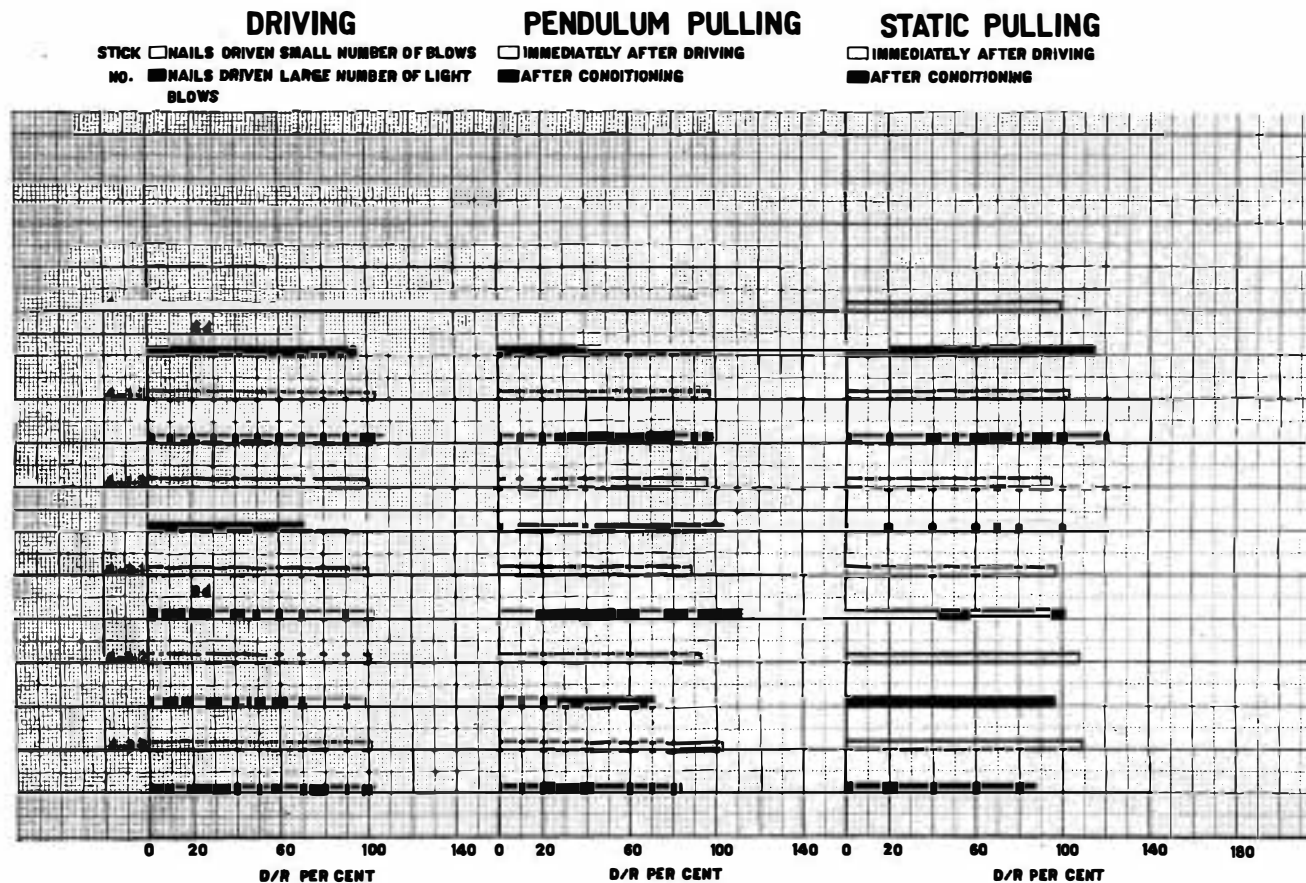 DRIVING
PENDULUM PULLING
STATIC PULLING
STICK □ NAILS DRIVEN SMALL NUMBER OF BLOWS
NO. ■ NAILS DRIVEN LARGE NUMBER OF LIGHT
BLOWS
□ IMMEDIATELY AFTER DRIVING
■ AFTER CONDITIONING
□ IMMEDIATELY AFTER DRIVING
■ AFTER CONDITIONING
0 20 60 100 140
0 20 60 100 140
0 20 60 100 140 180
D/R PER CENT
D/R PER CENT
D/R PER CENT